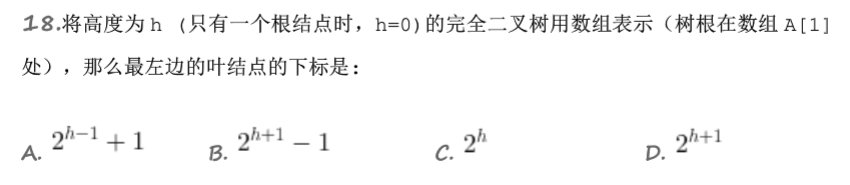 18.将高度为 h (只有一个根结点时，h=0)的完全二叉树用数组表示（树根在数组 A[1]
处），那么最左边的叶结点的下标是：
A. 2^{h-1} + 1 B. 2^{h+1} - 1 C. 2^h D. 2^{h+1}